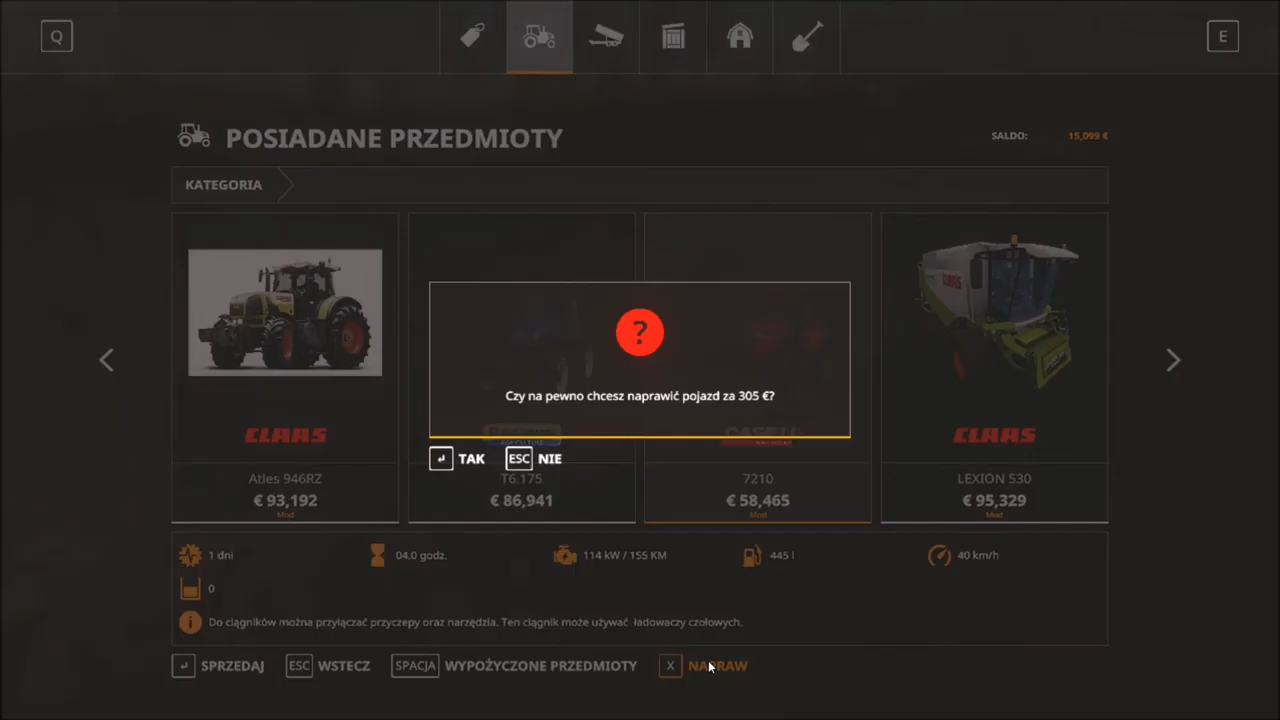 Q
E
POSIADANE PRZEDMIOTY
SALDO: 15,099 €
KATEGORIA
Czy na pewno chcesz naprawić pojazd za 305 €?
TAK
ESC NIE
CLAAS
AGRICULTURE
CASE IH
CLAAS
Atles 946RZ
€ 93,192
Mod
T6.175
€ 86,941
7210
€ 58,465
Mod
LEXION 530
€ 95,329
Mod
1 dni
04.0 godz.
114 kW / 155 KM
445 l
40 km/h
0
Do ciągników można przyłączać przyczepy oraz narzędzia. Ten ciągnik może używać ładowaczy czołowych.
SPRZEDAJ
ESC WSTECZ
SPACJA WYPOŻYCZONE PRZEDMIOTY
X NAPRAW